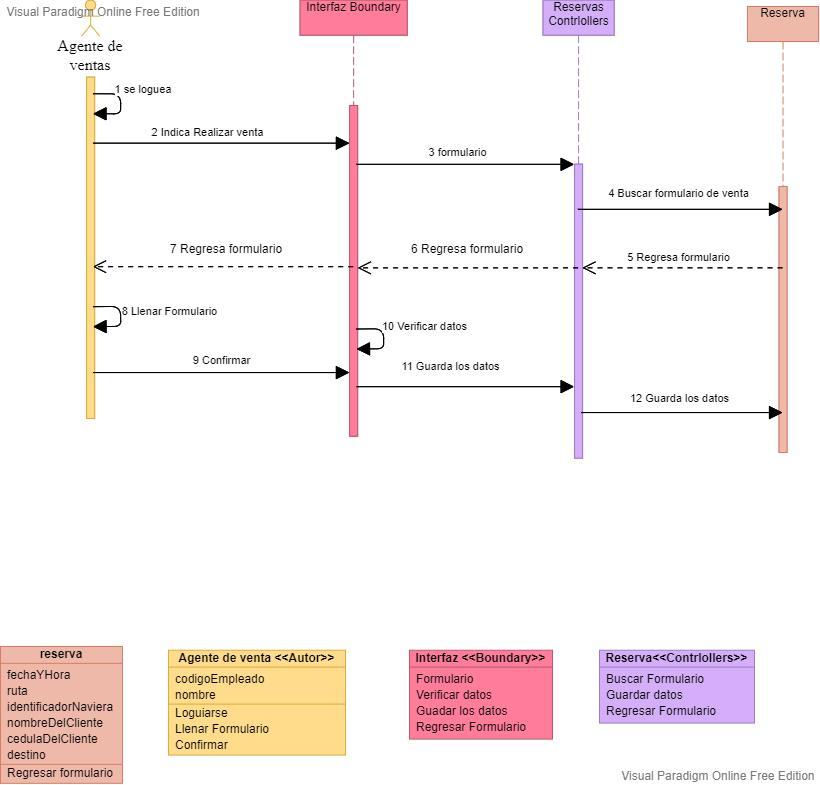 Visual Paradigm Online Free Edition
Agente de
ventas
Interfaz Boundary
Reservas
Contrlollers
Reserva
1 se loguea
2 Indica Realizar venta
3 formulario
4 Buscar formulario de venta
5 Regresa formulario
6 Regresa formulario
7 Regresa formulario
8 Llenar Formulario
9 Confirmar
10 Verificar datos
11 Guarda los datos
12 Guarda los datos
reserva
fechaYHora
ruta
identificadorNaviera
nombreDelCliente
cedulaDelCliente
destino
Regresar formulario
Agente de venta <<Autor>>
codigoEmpleado
nombre
Loguiarse
Llenar Formulario
Confirmar
Interfaz <<Boundary>>
Formulario
Verificar datos
Guadar los datos
Regresar Formulario
Reserva<<Contrlollers>>
Buscar Formulario
Guardar datos
Regresar Formulario
Visual Paradigm Online Free Edition